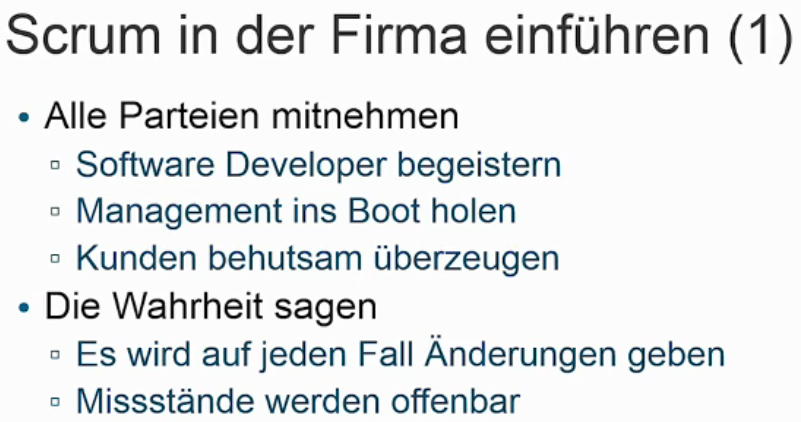 Scrum in der Firma einführen (1)
• Alle Parteien mitnehmen
▫ Software Developer begeistern
▫ Management ins Boot holen
▫ Kunden behutsam überzeugen
• Die Wahrheit sagen
▫ Es wird auf jeden Fall Änderungen geben
▫ Missstände werden offenbar